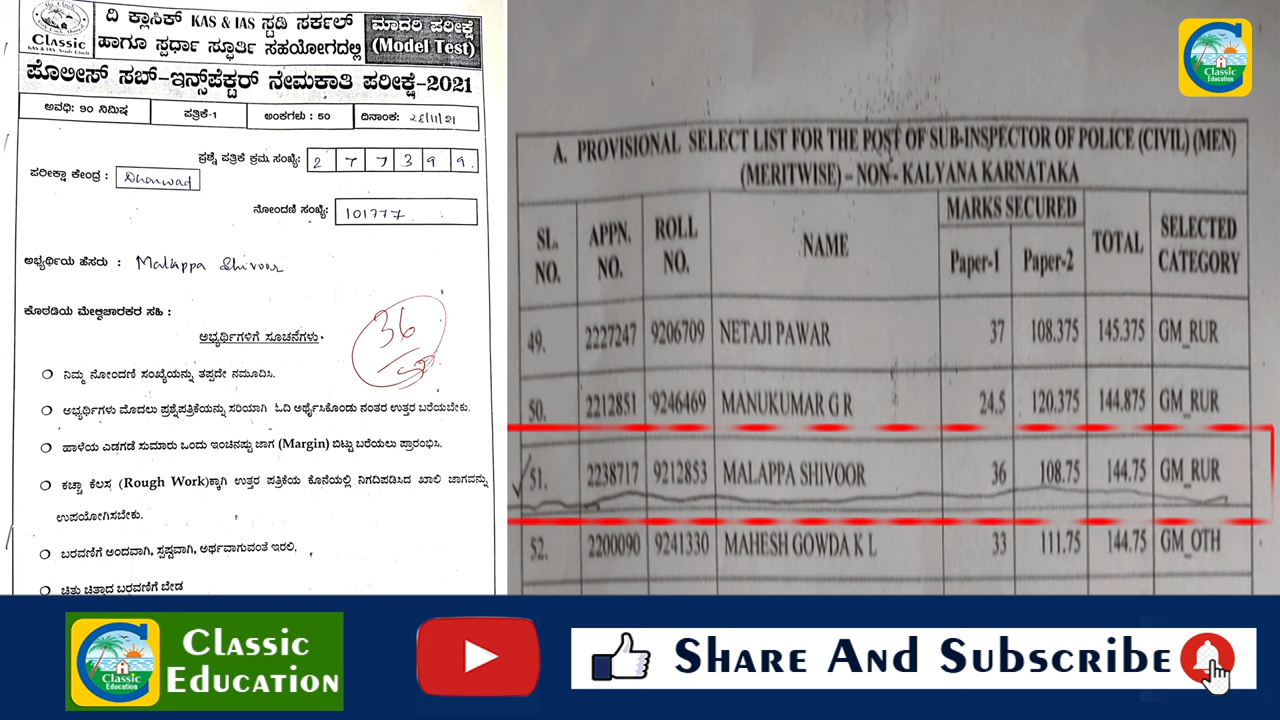 Classic
KAS & IAS Study Circle
ದಿ ಕ್ಲಾಸಿಕ್ KAS & IAS ಸ್ಟಡಿ ಸರ್ಕಲ್
ಹಾಗೂ ಸ್ಪರ್ಧಾ ಸ್ಫೂರ್ತಿ ಸಹಯೋಗದಲ್ಲಿ
ಮಾದರಿ ಪರೀಕ್ಷೆ
(Model Test)
ಪೊಲೀಸ್ ಸಬ್-ಇನ್ಸ್‌ಪೆಕ್ಟರ್ ನೇಮಕಾತಿ ಪರೀಕ್ಷೆ-2021
ಅವಧಿ: 90 ನಿಮಿಷ ಪತ್ರಿಕೆ-1 ಅಂಕಗಳು : 50 ದಿನಾಂಕ: 28/11/21
ಪ್ರಶ್ನೆ ಪತ್ರಿಕೆ ಕ್ರಮ ಸಂಖ್ಯೆ: 2 7 7 3 9 9
ಪರೀಕ್ಷಾ ಕೇಂದ್ರ : Dharwad
ನೋಂದಣಿ ಸಂಖ್ಯೆ: 101777
ಅಭ್ಯರ್ಥಿಯ ಹೆಸರು : Malappa Shivoor
ಕೊಠಡಿಯ ಮೇಲ್ವಿಚಾರಕರ ಸಹಿ :
36
50
ಅಭ್ಯರ್ಥಿಗಳಿಗೆ ಸೂಚನೆಗಳು
ನಿಮ್ಮ ನೋಂದಣಿ ಸಂಖ್ಯೆಯನ್ನು ತಪ್ಪದೇ ನಮೂದಿಸಿ.
ಅಭ್ಯರ್ಥಿಗಳು ಮೊದಲು ಪ್ರಶ್ನೆಪತ್ರಿಕೆಯನ್ನು ಸರಿಯಾಗಿ ಓದಿ ಅರ್ಥೈಸಿಕೊಂಡು ನಂತರ ಉತ್ತರ ಬರೆಯಬೇಕು.
ಹಾಳೆಯ ಎಡಗಡೆ ಸುಮಾರು ಒಂದು ಇಂಚಿನಷ್ಟು ಜಾಗ (Margin) ಬಿಟ್ಟು ಬರೆಯಲು ಪ್ರಾರಂಭಿಸಿ.
ಕಚ್ಚಾ ಕೆಲಸ (Rough Work)ಕ್ಕಾಗಿ ಉತ್ತರ ಪತ್ರಿಕೆಯ ಕೊನೆಯಲ್ಲಿ ನಿಗದಿಪಡಿಸಿದ ಖಾಲಿ ಜಾಗವನ್ನು
ಉಪಯೋಗಿಸಬೇಕು.
ಬರವಣಿಗೆ ಅಂದವಾಗಿ, ಸ್ಪಷ್ಟವಾಗಿ, ಅರ್ಥವಾಗುವಂತೆ ಇರಲಿ.
ಚಿತ್ತು ಚಿತ್ತಾದ ಬರವಣಿಗೆ ಬೇಡ
Classic
Education
A. PROVISIONAL SELECT LIST FOR THE POST OF SUB-INSPECTOR OF POLICE (CIVIL) (MEN)
(MERITWISE) – NON - KALYANA KARNATAKA
SL. NO. APPN. NO. ROLL NO. NAME MARKS SECURED Paper-1 Paper-2 TOTAL SELECTED CATEGORY
49. 2227247 9206709 NETAJI PAWAR 37 108.375 145.375 GM_RUR
50. 2212851 9246469 MANUKUMAR G R 24.5 120.375 144.875 GM_RUR
51. 2238717 9212853 MALAPPA SHIVOOR 36 108.75 144.75 GM_RUR
52. 2200090 9241330 MAHESH GOWDA K L 33 111.75 144.75 GM_OTH
Classic
Education
Classic
Education
Share And Subscribe